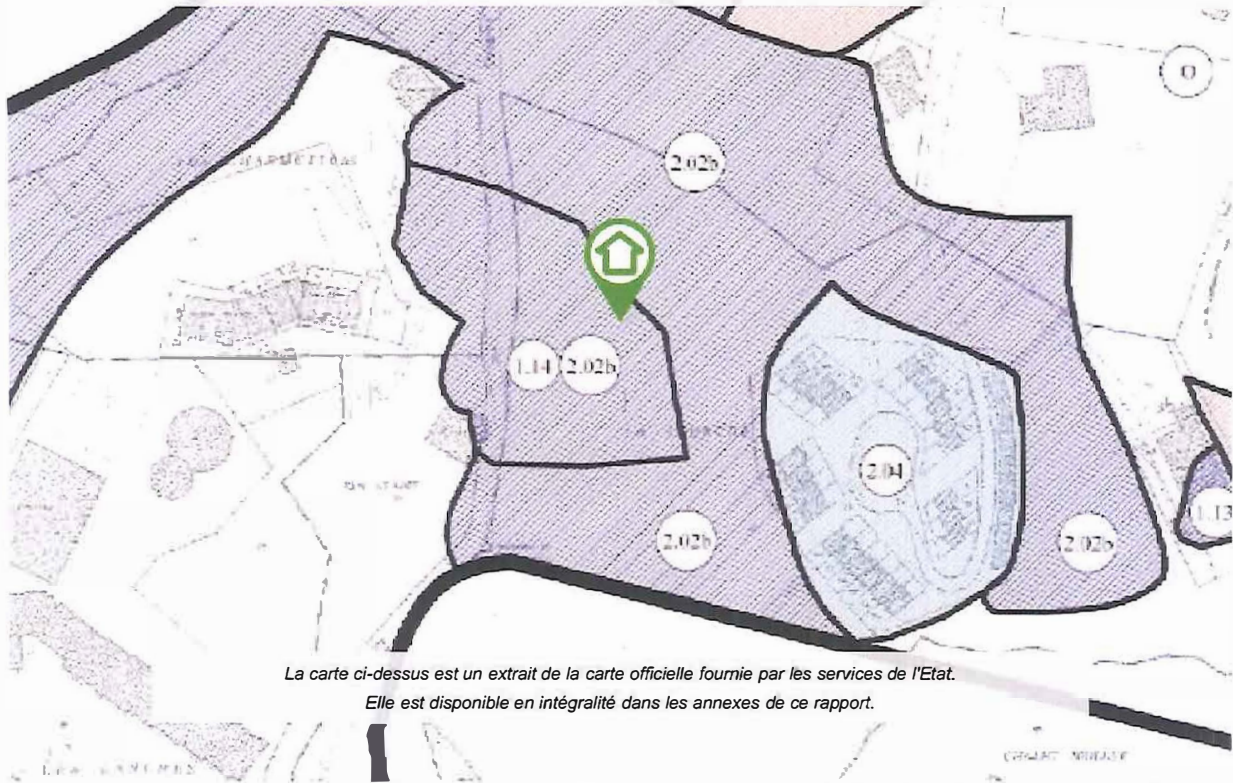 0
2.02b
1.14 2.02b
2.04
1.13
2.02b
2.02b
La carte ci-dessus est un extrait de la carte officielle fournie par les services de l'Etat.
Elle est disponible en intégralité dans les annexes de ce rapport.